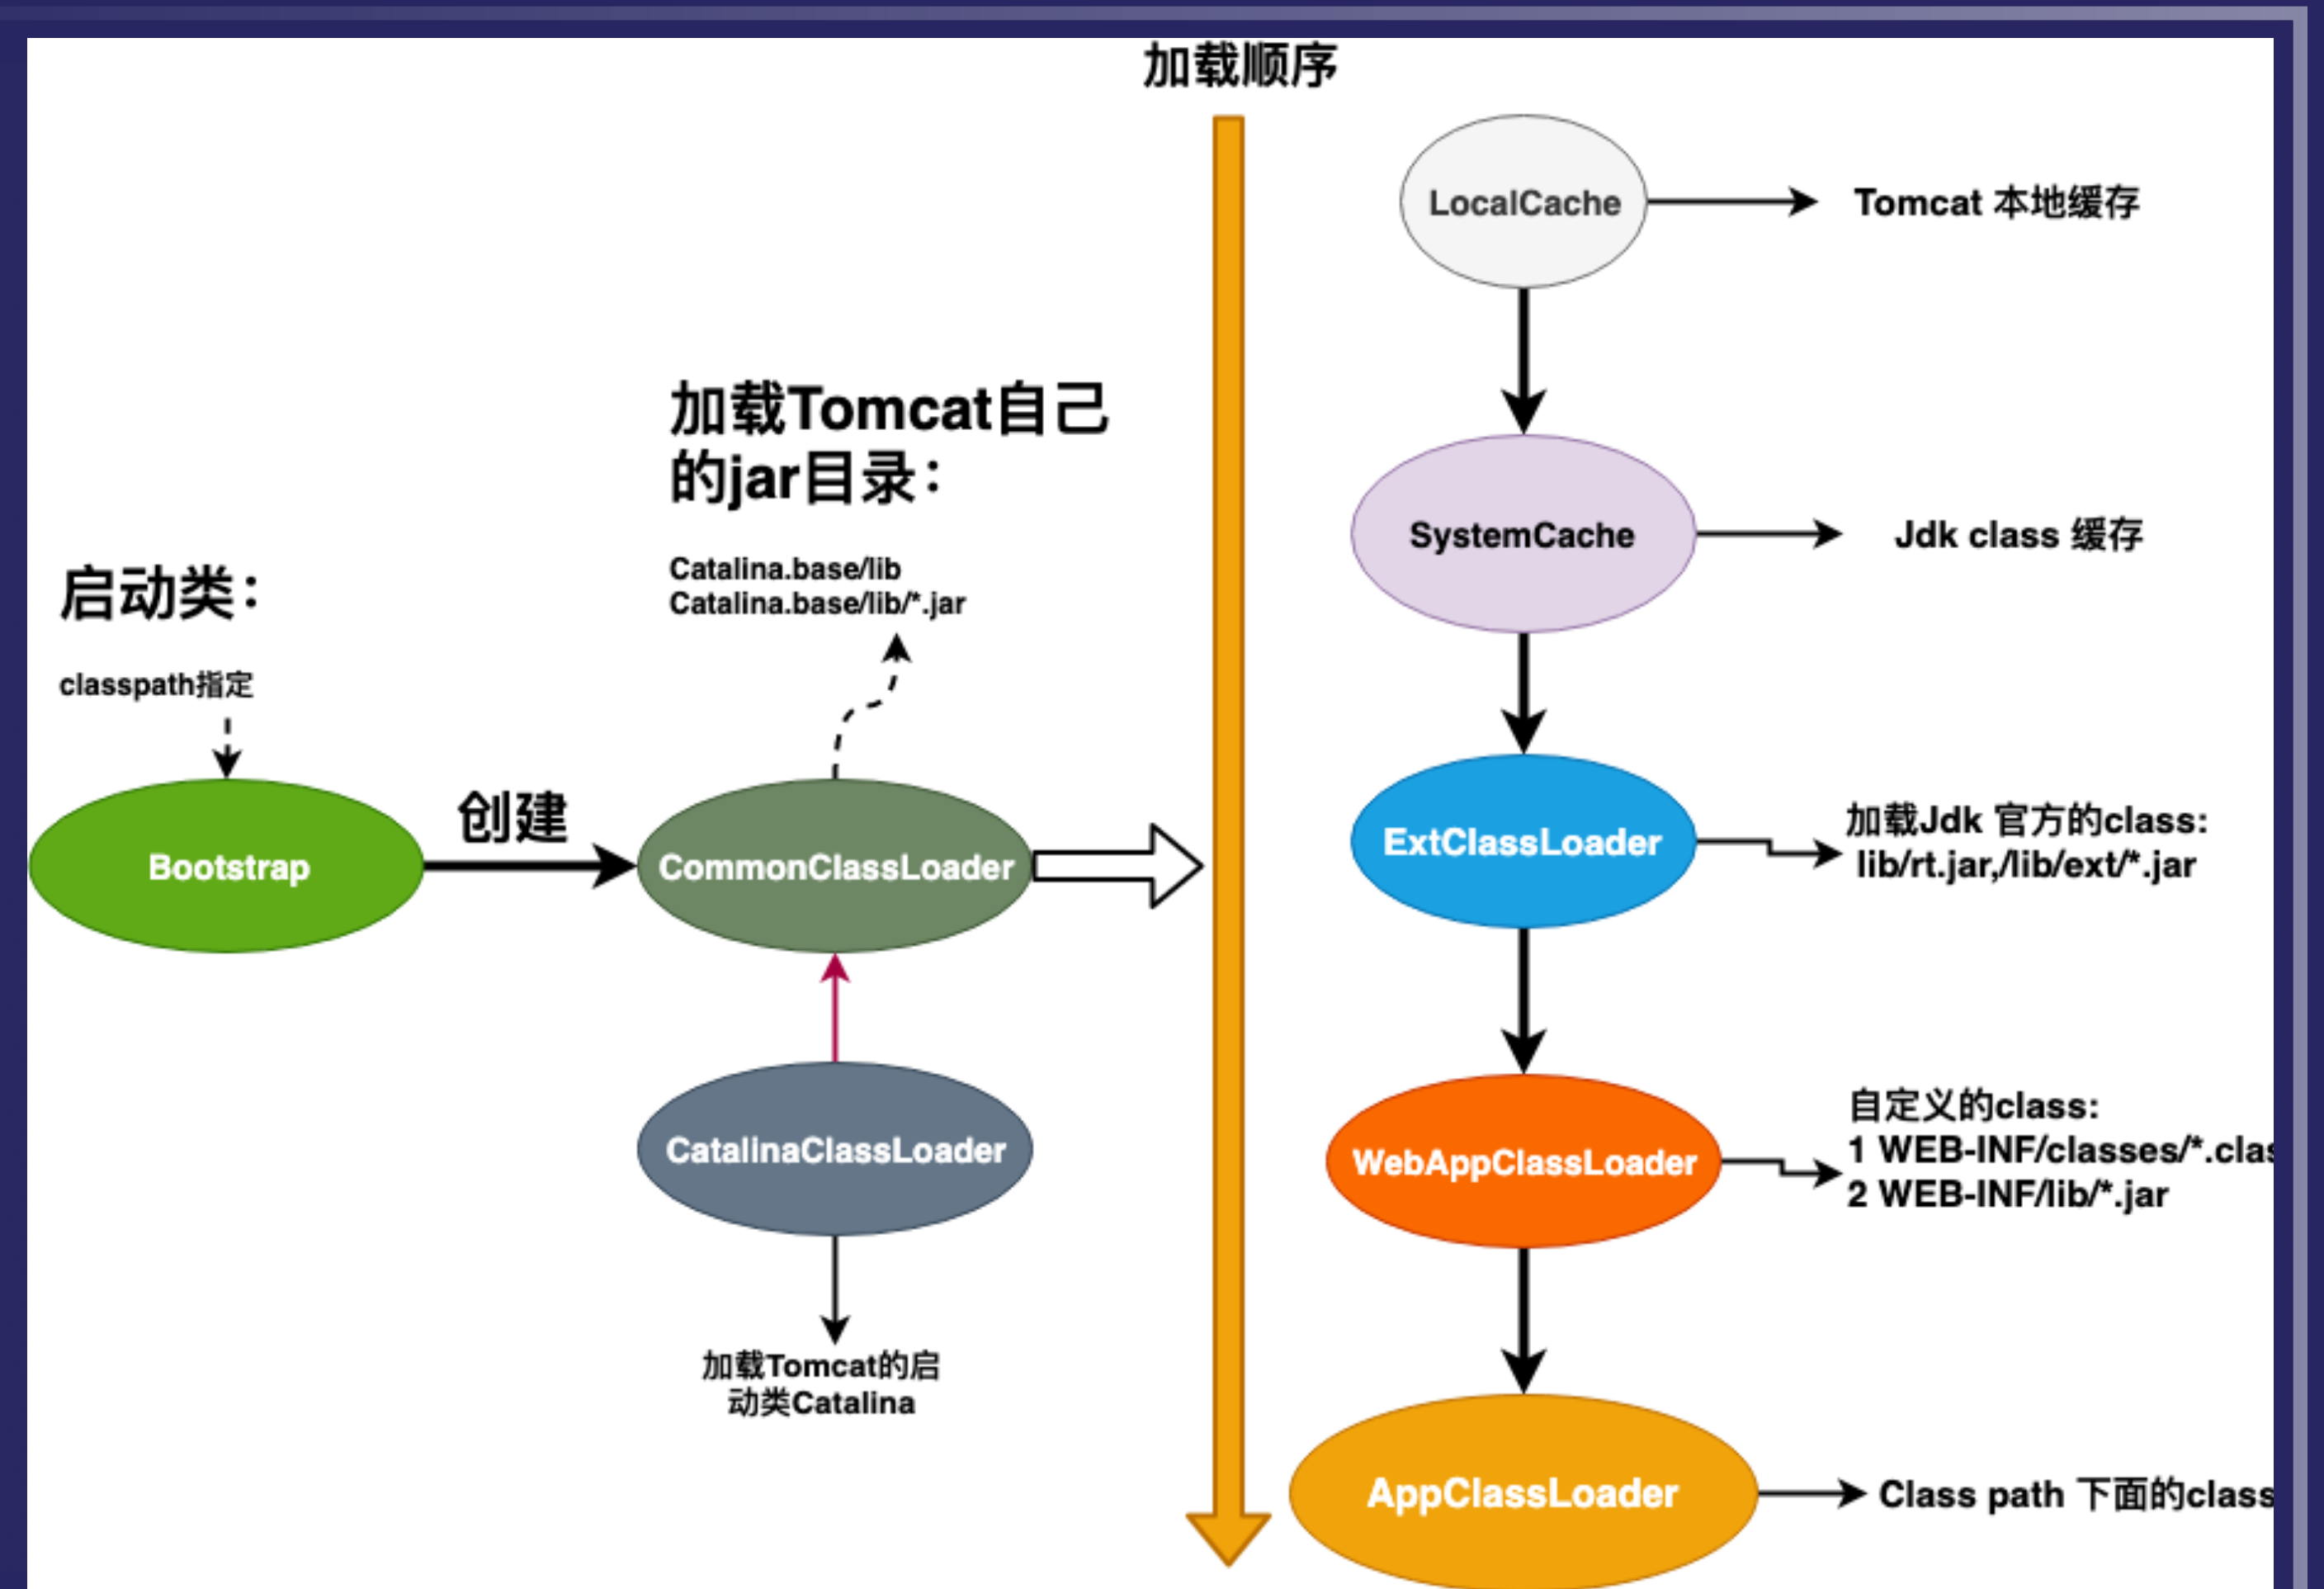 加载顺序
LocalCache
Tomcat 本地缓存
加载Tomcat自己
的jar目录：
Catalina.base/lib
Catalina.base/lib/*.jar
SystemCache
Jdk class 缓存
启动类：
classpath指定
Bootstrap
创建
CommonClassLoader
ExtClassLoader
加载Jdk 官方的class:
lib/rt.jar,/lib/ext/*.jar
CatalinaClassLoader
加载Tomcat的启
动类Catalina
WebAppClassLoader
自定义的class:
1 WEB-INF/classes/*.clas
2 WEB-INF/lib/*.jar
AppClassLoader
Class path 下面的class